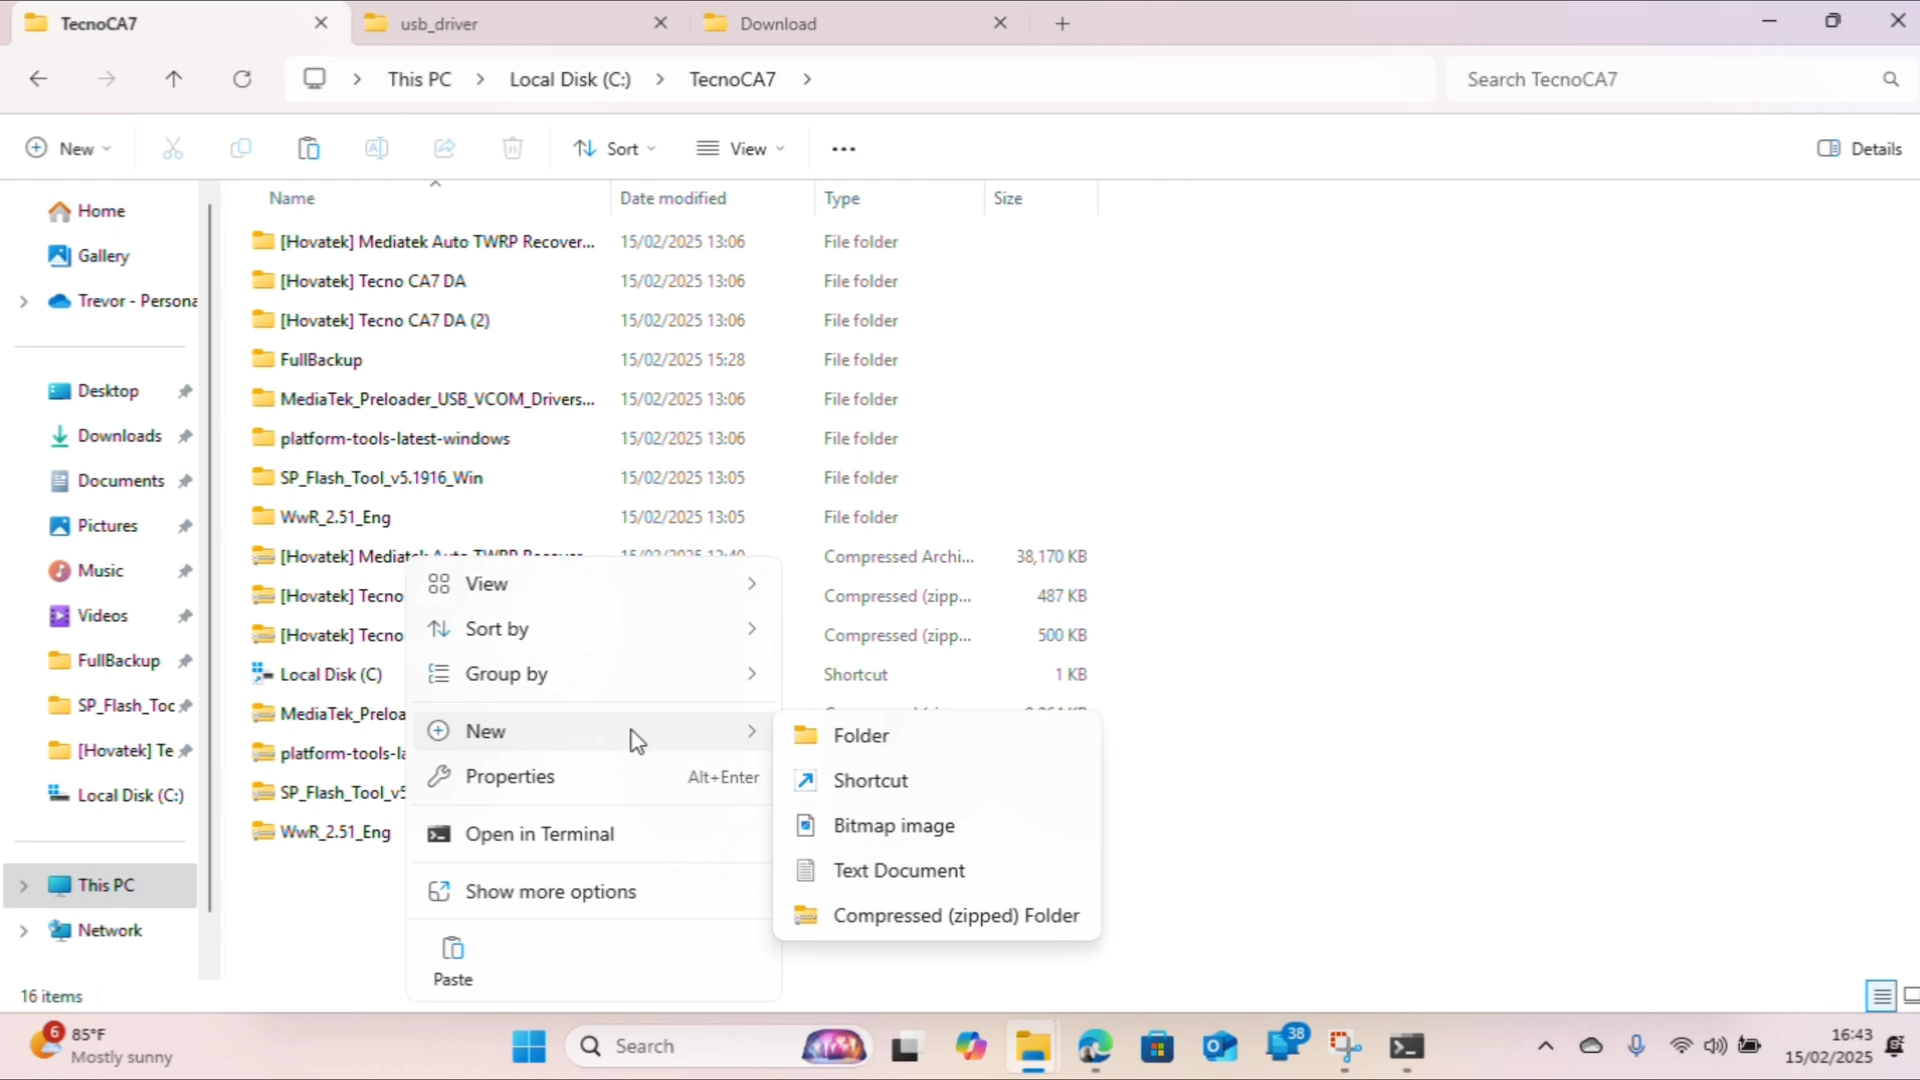 TecnoCA7
usb_driver
Download
This PC > Local Disk (C:) > TecnoCA7 >
Search TecnoCA7
New
Sort
View
Details
Name Date modified Type Size
Home
Gallery
Trevor - Persona
Desktop
Downloads
Documents
Pictures
Music
Videos
FullBackup
SP_Flash_Toc
[Hovatek] Te
Local Disk (C:)
This PC
Network
[Hovatek] Mediatek Auto TWRP Recover... 15/02/2025 13:06 File folder
[Hovatek] Tecno CA7 DA 15/02/2025 13:06 File folder
[Hovatek] Tecno CA7 DA (2) 15/02/2025 13:06 File folder
FullBackup 15/02/2025 15:28 File folder
MediaTek_Preloader_USB_VCOM_Drivers... 15/02/2025 13:06 File folder
platform-tools-latest-windows 15/02/2025 13:06 File folder
SP_Flash_Tool_v5.1916_Win 15/02/2025 13:05 File folder
WwR_2.51_Eng 15/02/2025 13:05 File folder
[Hovatek] Mediatek Auto TWRP Recover... Compressed Archi... 38,170 KB
[Hovatek] Tecno Compressed (zipp... 487 KB
[Hovatek] Tecno Compressed (zipp... 500 KB
Local Disk (C) Shortcut 1 KB
MediaTek_Preloa
platform-tools-la
SP_Flash_Tool_v5
WwR_2.51_Eng
View
Sort by
Group by
New
Properties Alt+Enter
Open in Terminal
Show more options
Paste
Folder
Shortcut
Bitmap image
Text Document
Compressed (zipped) Folder
16 items
6
85°F
Mostly sunny
Search
38
16:43
15/02/2025